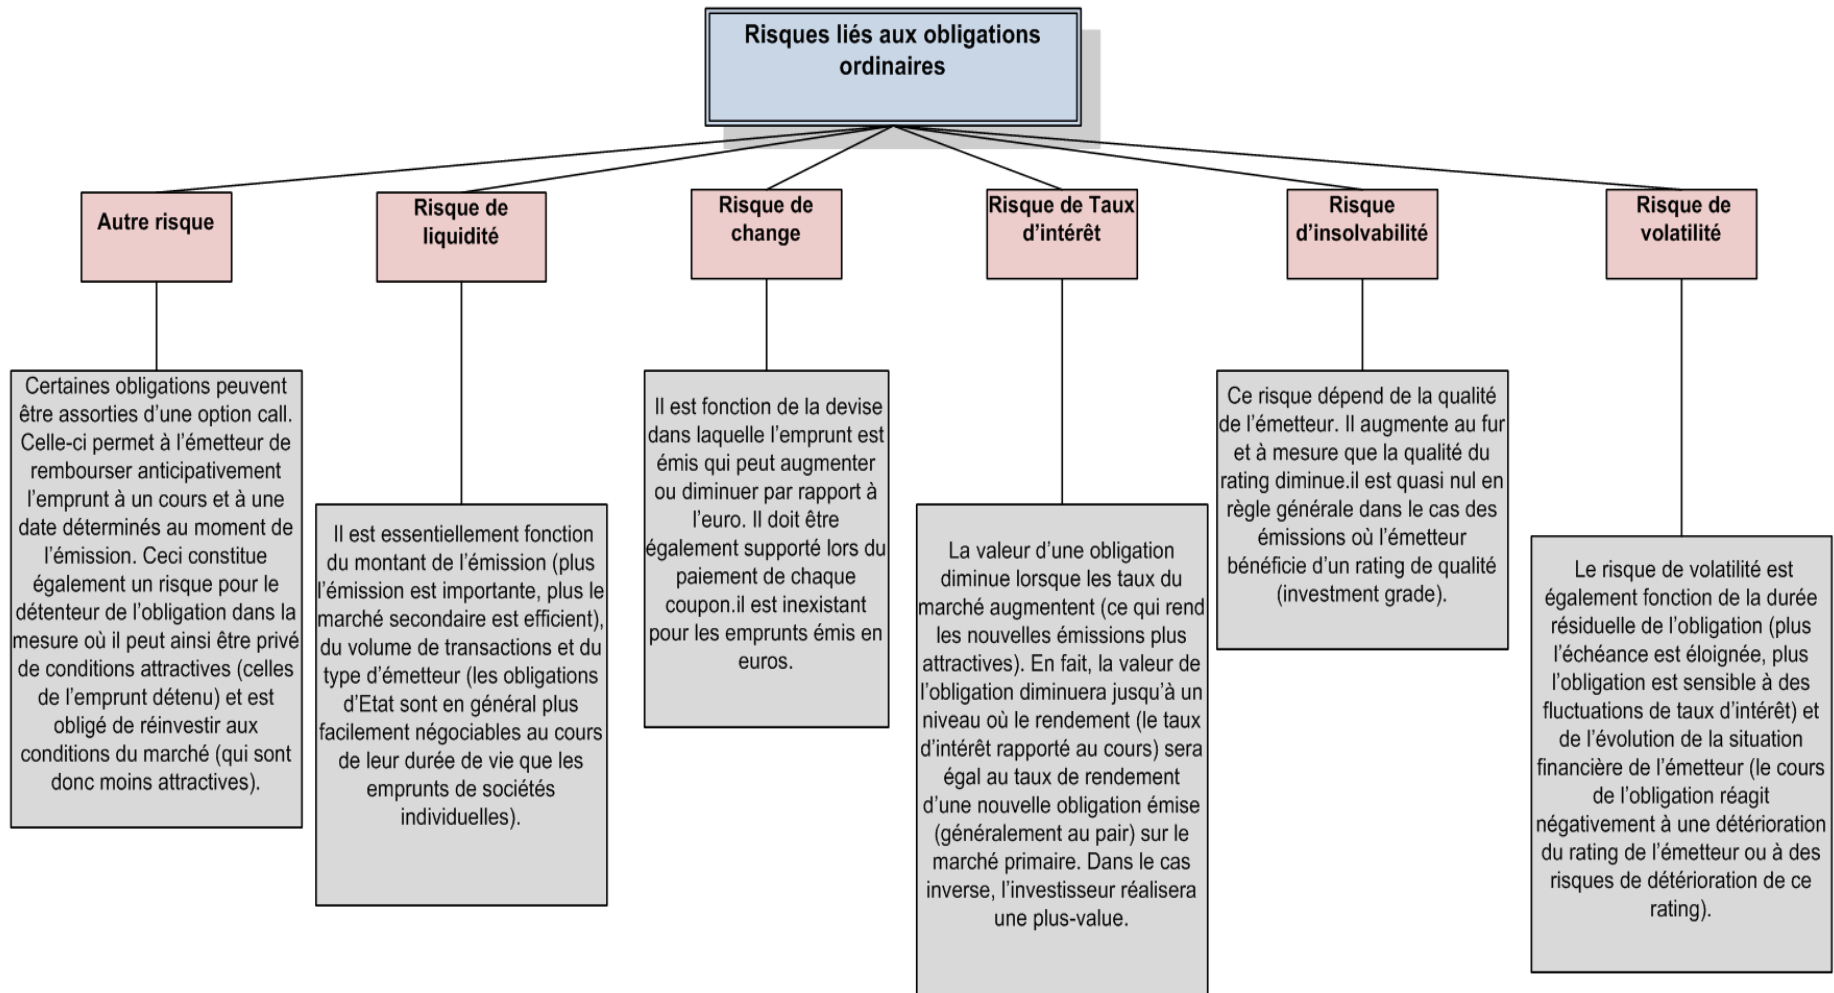 Risques liés aux obligations
ordinaires
Autre risque
Risque de
liquidité
Risque de
change
Risque de Taux
d’intérêt
Risque
d’insolvabilité
Risque de
volatilité
Certaines obligations peuvent
être assorties d’une option call.
Celle-ci permet à l’émetteur de
rembourser anticipativement
l’emprunt à un cours et à une
date déterminés au moment de
l’émission. Ceci constitue
également un risque pour le
détenteur de l’obligation dans la
mesure où il peut ainsi être privé
de conditions attractives (celles
de l’emprunt détenu) et est
obligé de réinvestir aux
conditions du marché (qui sont
donc moins attractives).
Il est essentiellement fonction
du montant de l’émission (plus
l’émission est importante, plus le
marché secondaire est efficient),
du volume de transactions et du
type d’émetteur (les obligations
d’Etat sont en général plus
facilement négociables au cours
de leur durée de vie que les
emprunts de sociétés
individuelles).
Il est fonction de la devise
dans laquelle l’emprunt est
émis qui peut augmenter
ou diminuer par rapport à
l’euro. Il doit être
également supporté lors du
paiement de chaque
coupon.il est inexistant
pour les emprunts émis en
euros.
La valeur d’une obligation
diminue lorsque les taux du
marché augmentent (ce qui rend
les nouvelles émissions plus
attractives). En fait, la valeur de
l’obligation diminuera jusqu’à un
niveau où le rendement (le taux
d’intérêt rapporté au cours) sera
égal au taux de rendement
d’une nouvelle obligation émise
(généralement au pair) sur le
marché primaire. Dans le cas
inverse, l’investisseur réalisera
une plus-value.
Ce risque dépend de la qualité
de l’émetteur. Il augmente au fur
et à mesure que la qualité du
rating diminue.il est quasi nul en
règle générale dans le cas des
émissions où l’émetteur
bénéficie d’un rating de qualité
(investment grade).
Le risque de volatilité est
également fonction de la durée
résiduelle de l’obligation (plus
l’échéance est éloignée, plus
l’obligation est sensible à des
fluctuations de taux d’intérêt) et
de l’évolution de la situation
financière de l’émetteur (le cours
de l’obligation réagit
négativement à une détérioration
du rating de l’émetteur ou à des
risques de détérioration de ce
rating).